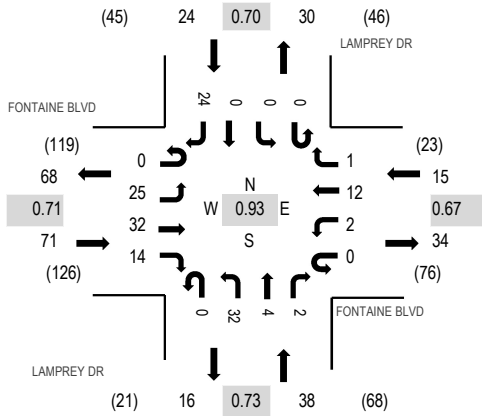 (45) 24 0.70 30 (46)
LAMPREY DR
FONTAINE BLVD
24 0 0 0
(119) 0 1 (23)
68 25 N 12 15
0.71 32 W 0.93 E 2 0.67
71 14 S 0 34
(126) (76)
0 32 4 2
FONTAINE BLVD
LAMPREY DR
(21) 16 0.73 38 (68)